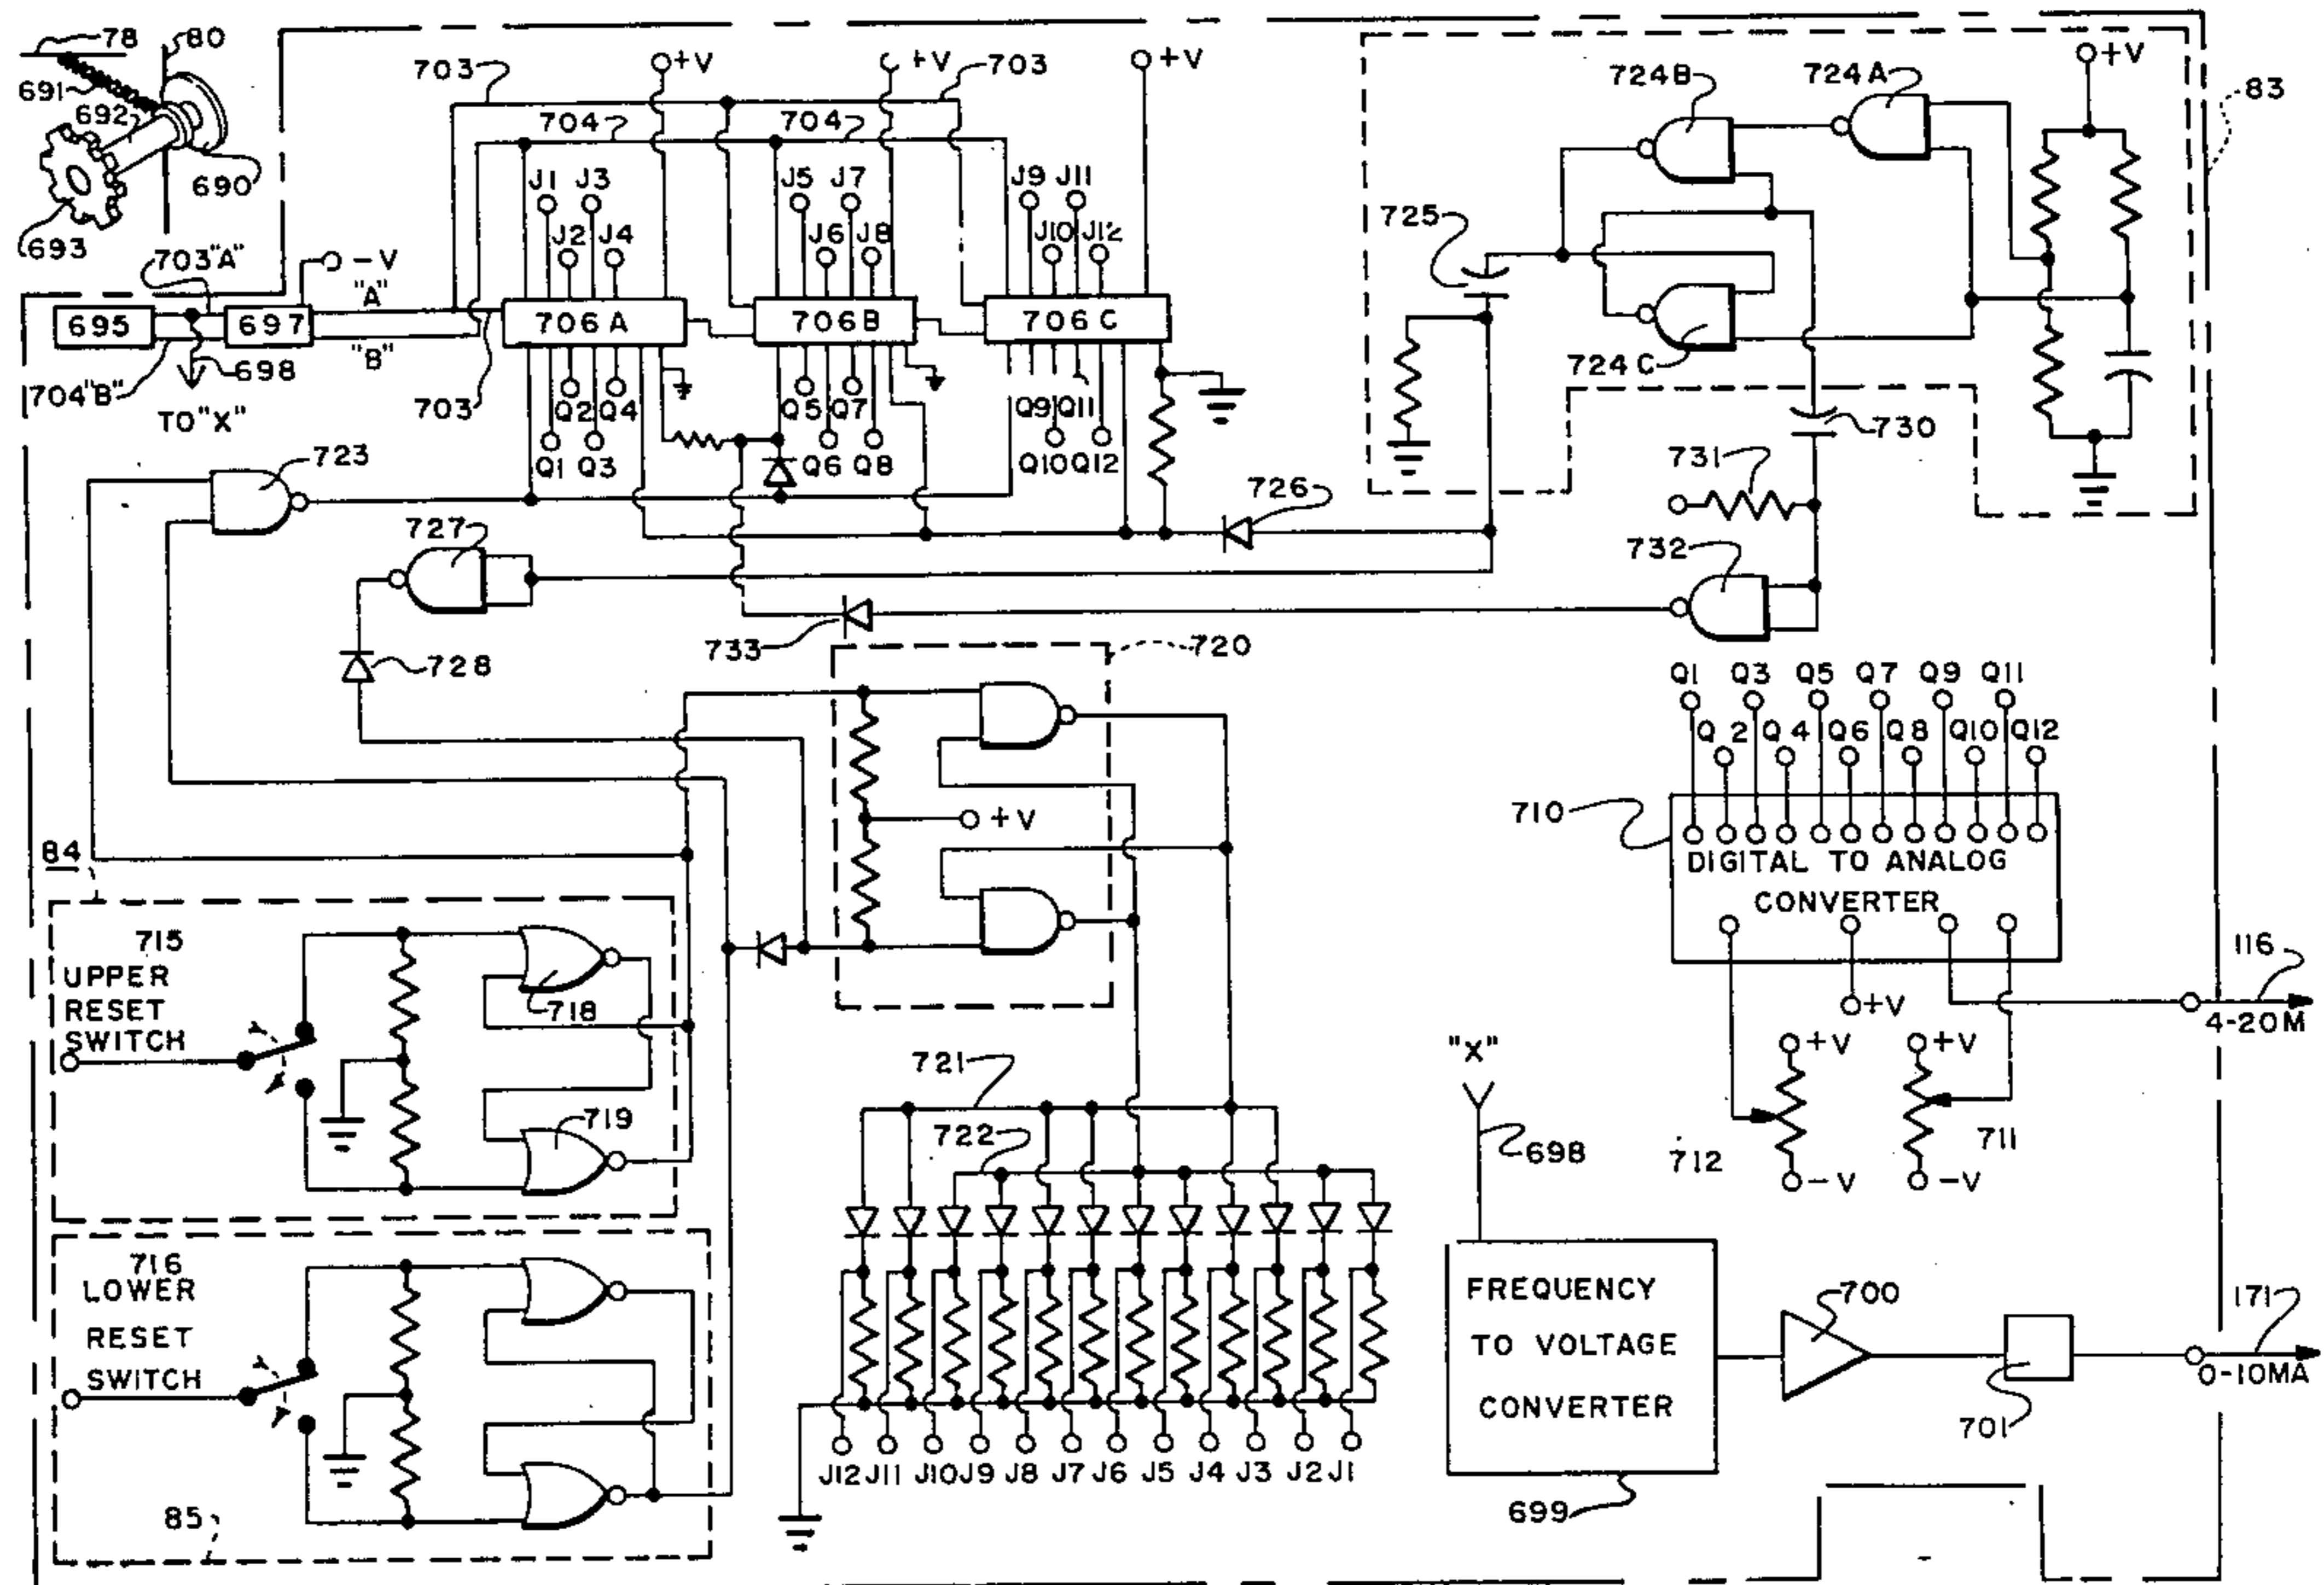 78
80
691
692
690
693
703"A"
-V
"A"
695
697
"B"
704"B"
698
TO "X"
703
+V
+V
703
+V
704
704
J1 J3
J2 J4
J5 J7
J6 J8
J9 J11
J10 J12
706A
706B
706C
703
Q2 Q4
Q1 Q3
Q5 Q7
Q6 Q8
Q9 Q11
Q10 Q12
724B
724A
+V
83
725
724C
730
731
732
726
723
727
728
733
720
+V
84
715
UPPER
RESET
SWITCH
718
719
716
LOWER
RESET
SWITCH
85
721
722
J12 J11 J10 J9 J8 J7 J6 J5 J4 J3 J2 J1
Q1 Q3 Q5 Q7 Q9 Q11
Q2 Q4 Q6 Q8 Q10 Q12
710
DIGITAL TO ANALOG
CONVERTER
+V
116
4-20M
+V
+V
712
711
-V
-V
"X"
698
FREQUENCY
TO VOLTAGE
CONVERTER
699
700
701
171
0-10MA